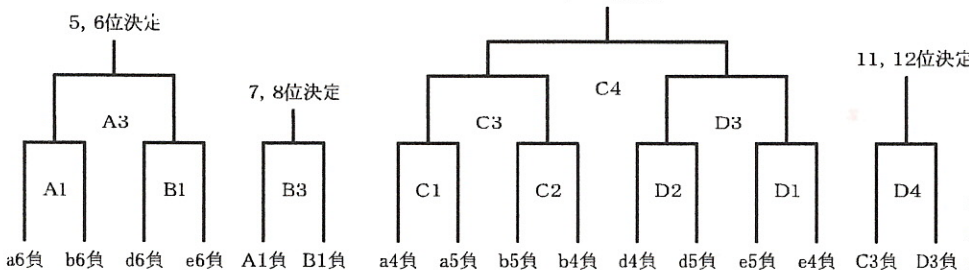 5, 6位決定
7, 8位決定
11, 12位決定
A3
C3
C4
D3
A1
B1
B3
C1
C2
D2
D1
D4
a6負 b6負 d6負 e6負 A1負 B1負 a4負 a5負 b5負 b4負 d4負 d5負 e5負 e4負 C3負 D3負